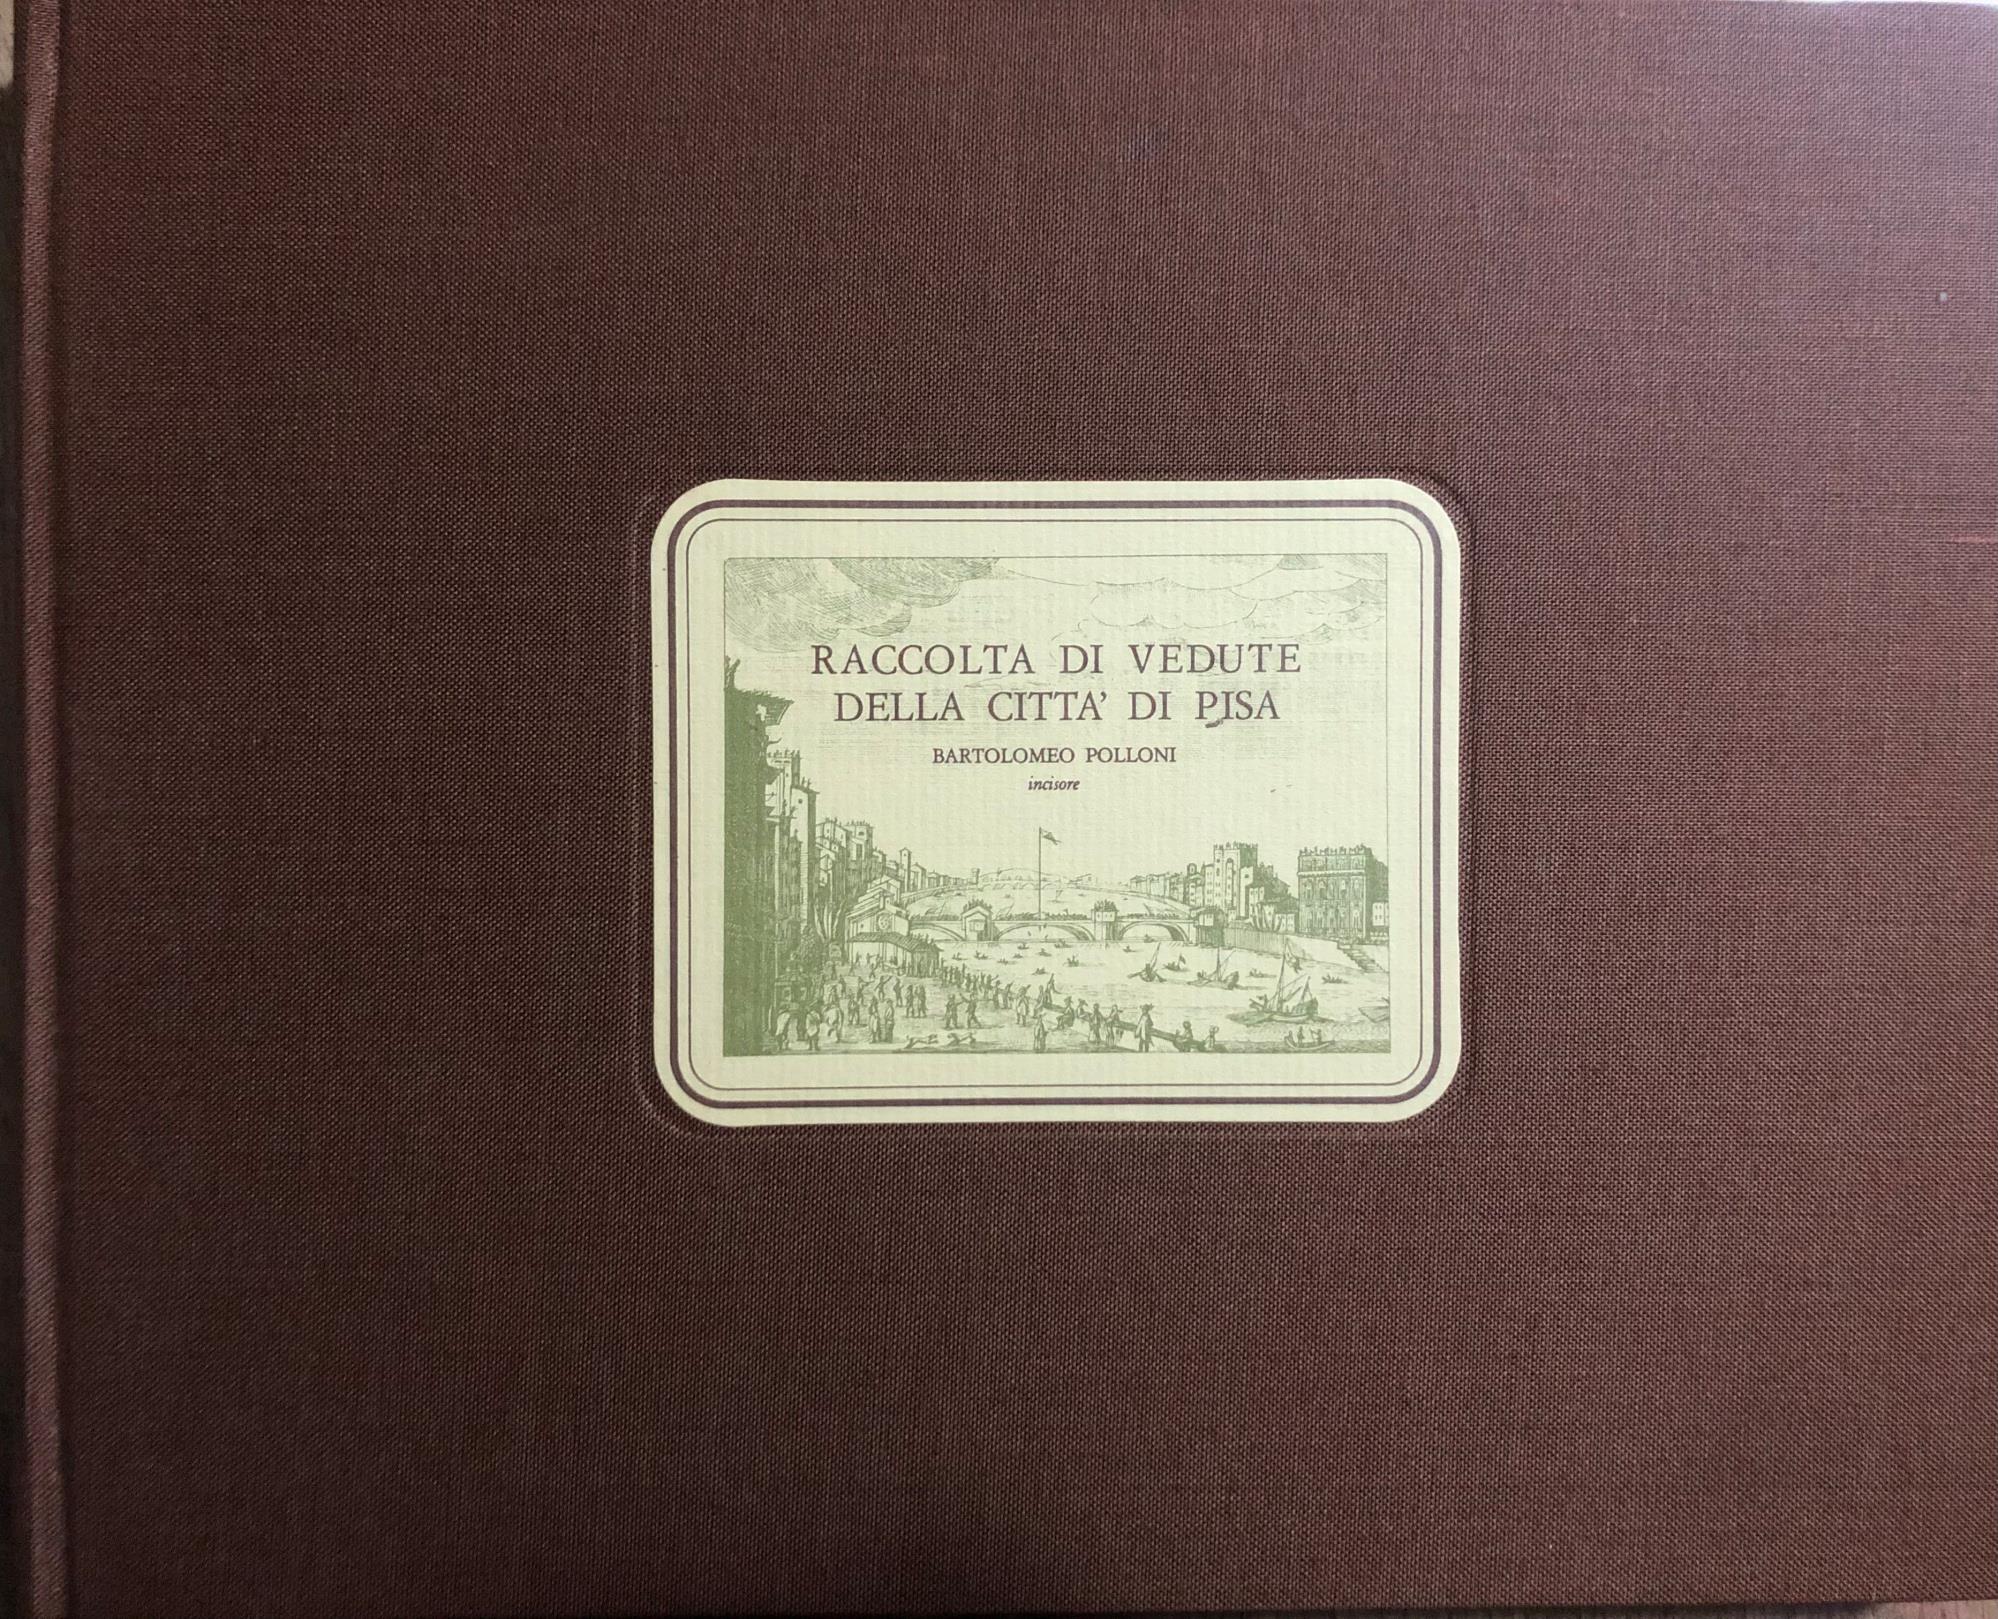 RACCOLTA DI VEDUTE
DELLA CITTA' DI PISA
BARTOLOMEO POLLONI
incisore